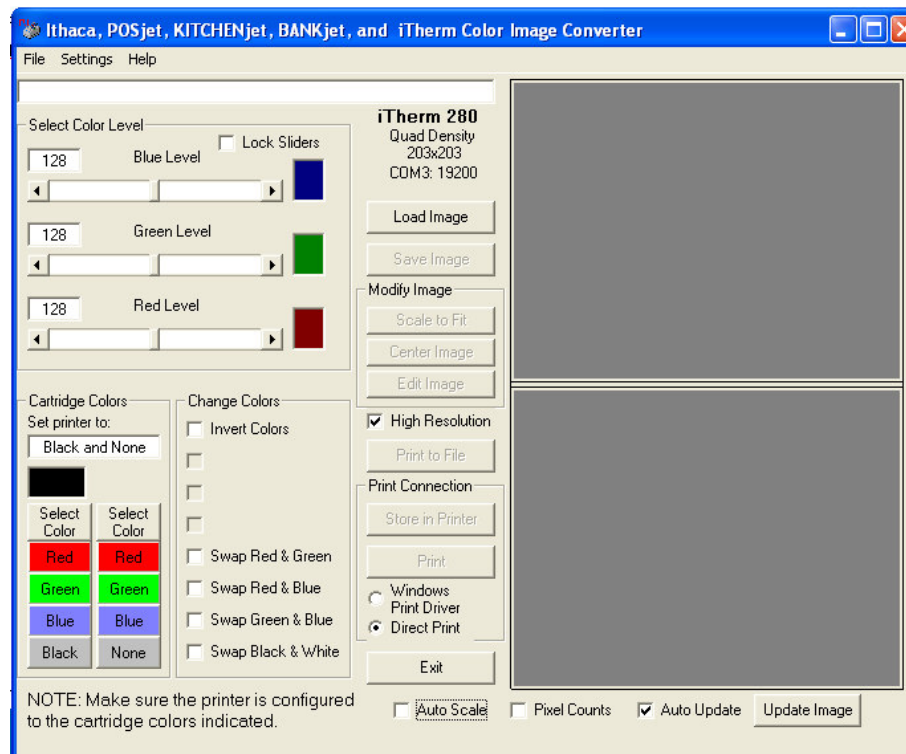 Ithaca, POSjet, KITCHENjet, BANKjet, and iTherm Color Image Converter
File Settings Help
Select Color Level
Lock Sliders
128
Blue Level
128
Green Level
128
Red Level
iTherm 280
Quad Density
203x203
COM3: 19200
Load Image
Save Image
Modify Image
Scale to Fit
Center Image
Edit Image
High Resolution
Print to File
Print Connection
Store in Printer
Print
Windows
Print Driver
Direct Print
Exit
Cartridge Colors
Set printer to:
Black and None
Select
Color
Select
Color
Red
Red
Green
Green
Blue
Blue
Black
None
Change Colors
Invert Colors
Swap Red & Green
Swap Red & Blue
Swap Green & Blue
Swap Black & White
NOTE: Make sure the printer is configured
to the cartridge colors indicated.
Auto Scale
Pixel Counts
Auto Update
Update Image